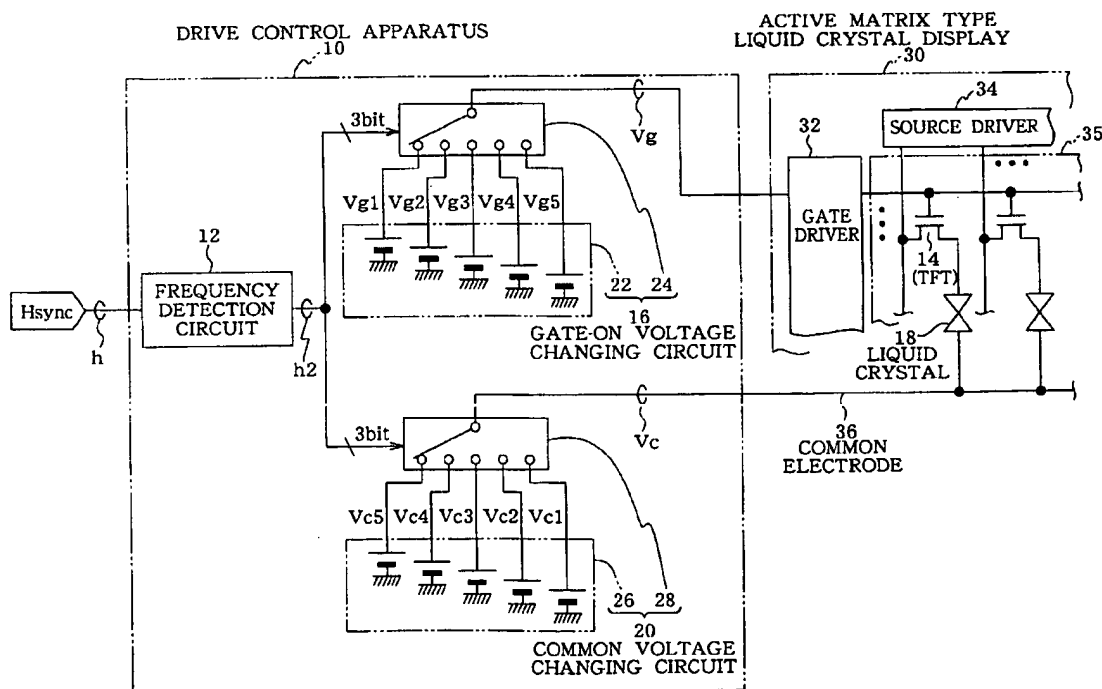 DRIVE CONTROL APPARATUS
10
ACTIVE MATRIX TYPE
LIQUID CRYSTAL DISPLAY
30
34
SOURCE DRIVER
35
3bit
Vg
32
GATE
DRIVER
14
(TFT)
Vg1 Vg2 Vg3 Vg4 Vg5
12
FREQUENCY
DETECTION
CIRCUIT
Hsync
h
h2
22 24
16
GATE-ON VOLTAGE
CHANGING CIRCUIT
18
LIQUID
CRYSTAL
3bit
Vc
36
COMMON
ELECTRODE
Vc5 Vc4 Vc3 Vc2 Vc1
26 28
20
COMMON VOLTAGE
CHANGING CIRCUIT